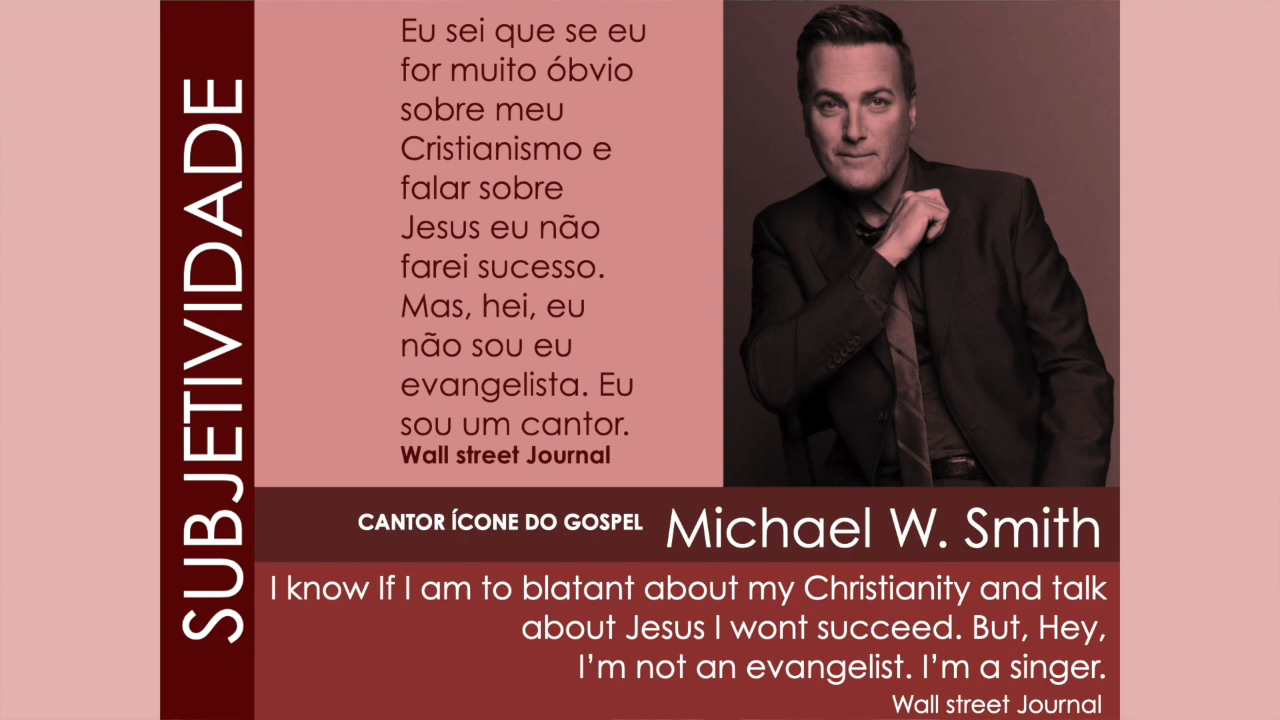 SUBJETIVIDADE
Eu sei que se eu
for muito óbvio
sobre meu
Cristianismo e
falar sobre
Jesus eu não
farei sucesso.
Mas, hei, eu
não sou eu
evangelista. Eu
sou um cantor.
Wall street Journal
CANTOR ÍCONE DO GOSPEL
Michael W. Smith
I know If I am to blatant about my Christianity and talk
about Jesus I wont succeed. But, Hey,
I'm not an evangelist. I'm a singer.
Wall street Journal